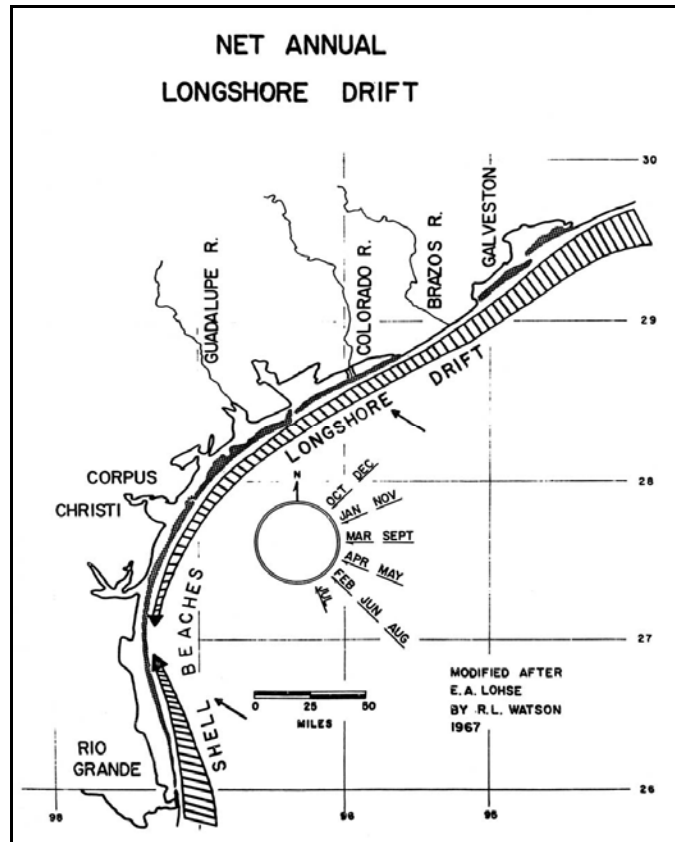 NET ANNUAL
LONGSHORE DRIFT
30
GUADALUPE R.
COLORADO R.
BRAZOS R.
GALVESTON
29
LONGSHORE DRIFT
28
CORPUS
CHRISTI
N
OCT DEC
JAN NOV
MAR SEPT
APR MAY
FEB JUN AUG
JUL
SHELL BEACHES
27
0 25 50
MILES
MODIFIED AFTER
E.A. LOHSE
BY R.L. WATSON
1967
RIO
GRANDE
26
98
96
95